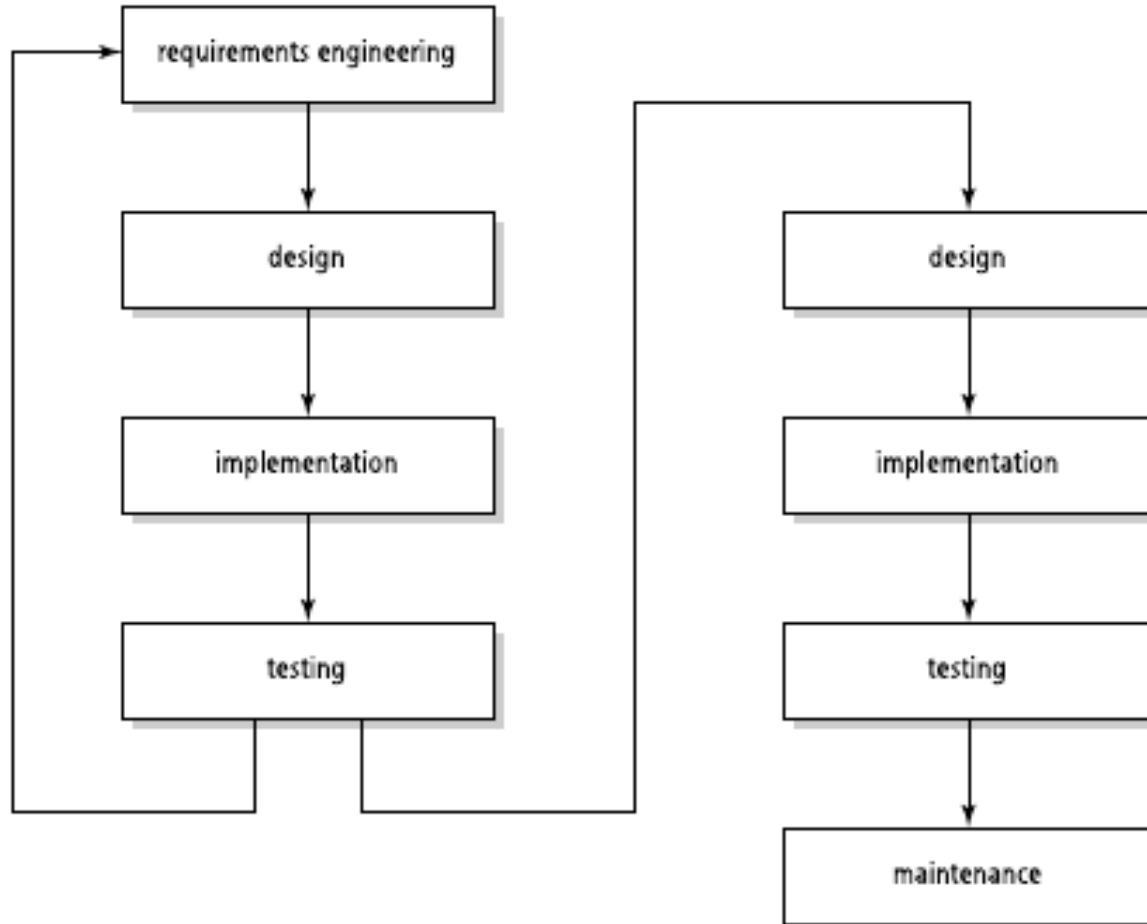 requirements engineering
design
implementation
testing
design
implementation
testing
maintenance